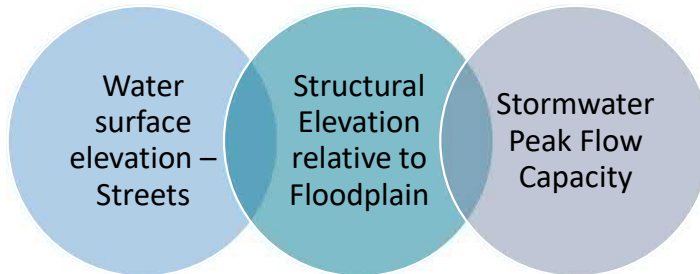 Water
surface
elevation –
Streets
Structural
Elevation
relative to
Floodplain
Stormwater
Peak Flow
Capacity